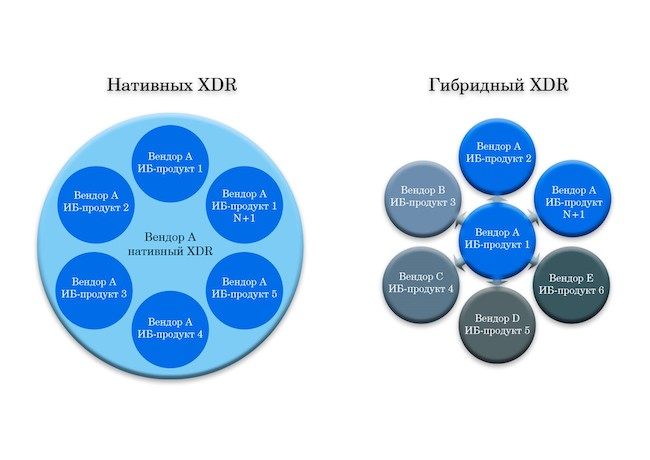 Нативных XDR
Вендор А
ИБ-продукт 1
Вендор А
ИБ-продукт 2
Вендор А
ИБ-продукт 1
N+1
Вендор А
нативный XDR
Вендор А
ИБ-продукт 3
Вендор А
ИБ-продукт 5
Вендор А
ИБ-продукт 4
Гибридный XDR
Вендор А
ИБ-продукт 2
Вендор B
ИБ-продукт 3
Вендор А
ИБ-продукт
N+1
Вендор А
ИБ-продукт 1
Вендор C
ИБ-продукт 4
Вендор E
ИБ-продукт 6
Вендор D
ИБ-продукт 5